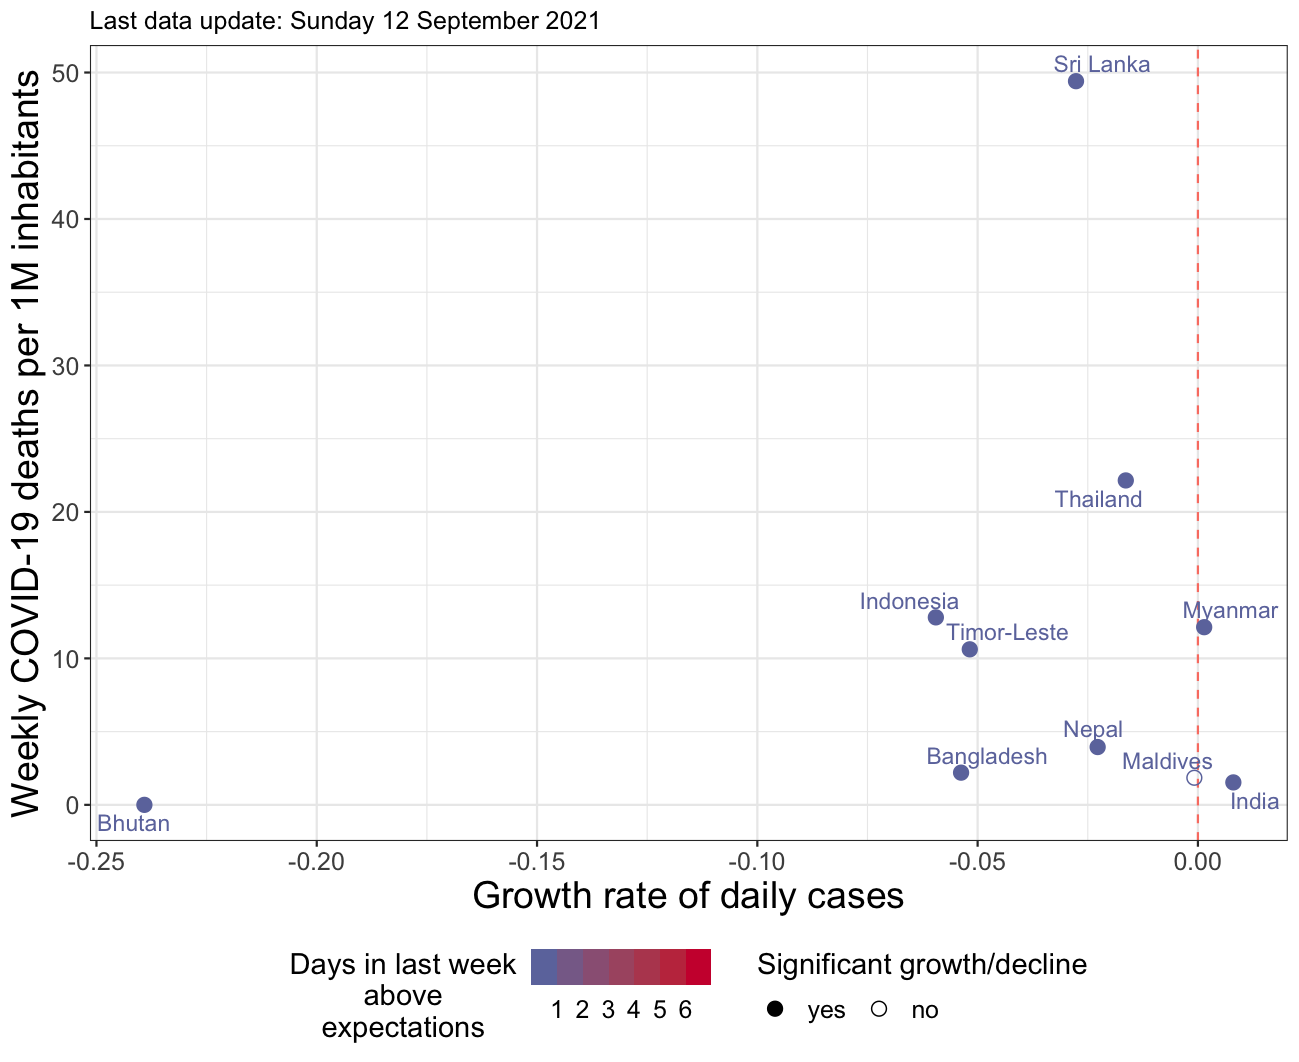 Last data update: Sunday 12 September 2021
Weekly COVID-19 deaths per 1M inhabitants
50
40
30
20
10
0
Sri Lanka
Thailand
Indonesia
Myanmar
Timor-Leste
Nepal
Bangladesh
Maldives
India
Bhutan
-0.25 -0.20 -0.15 -0.10 -0.05 0.00
Growth rate of daily cases
Days in last week
above
expectations
1 2 3 4 5 6
Significant growth/decline
yes no